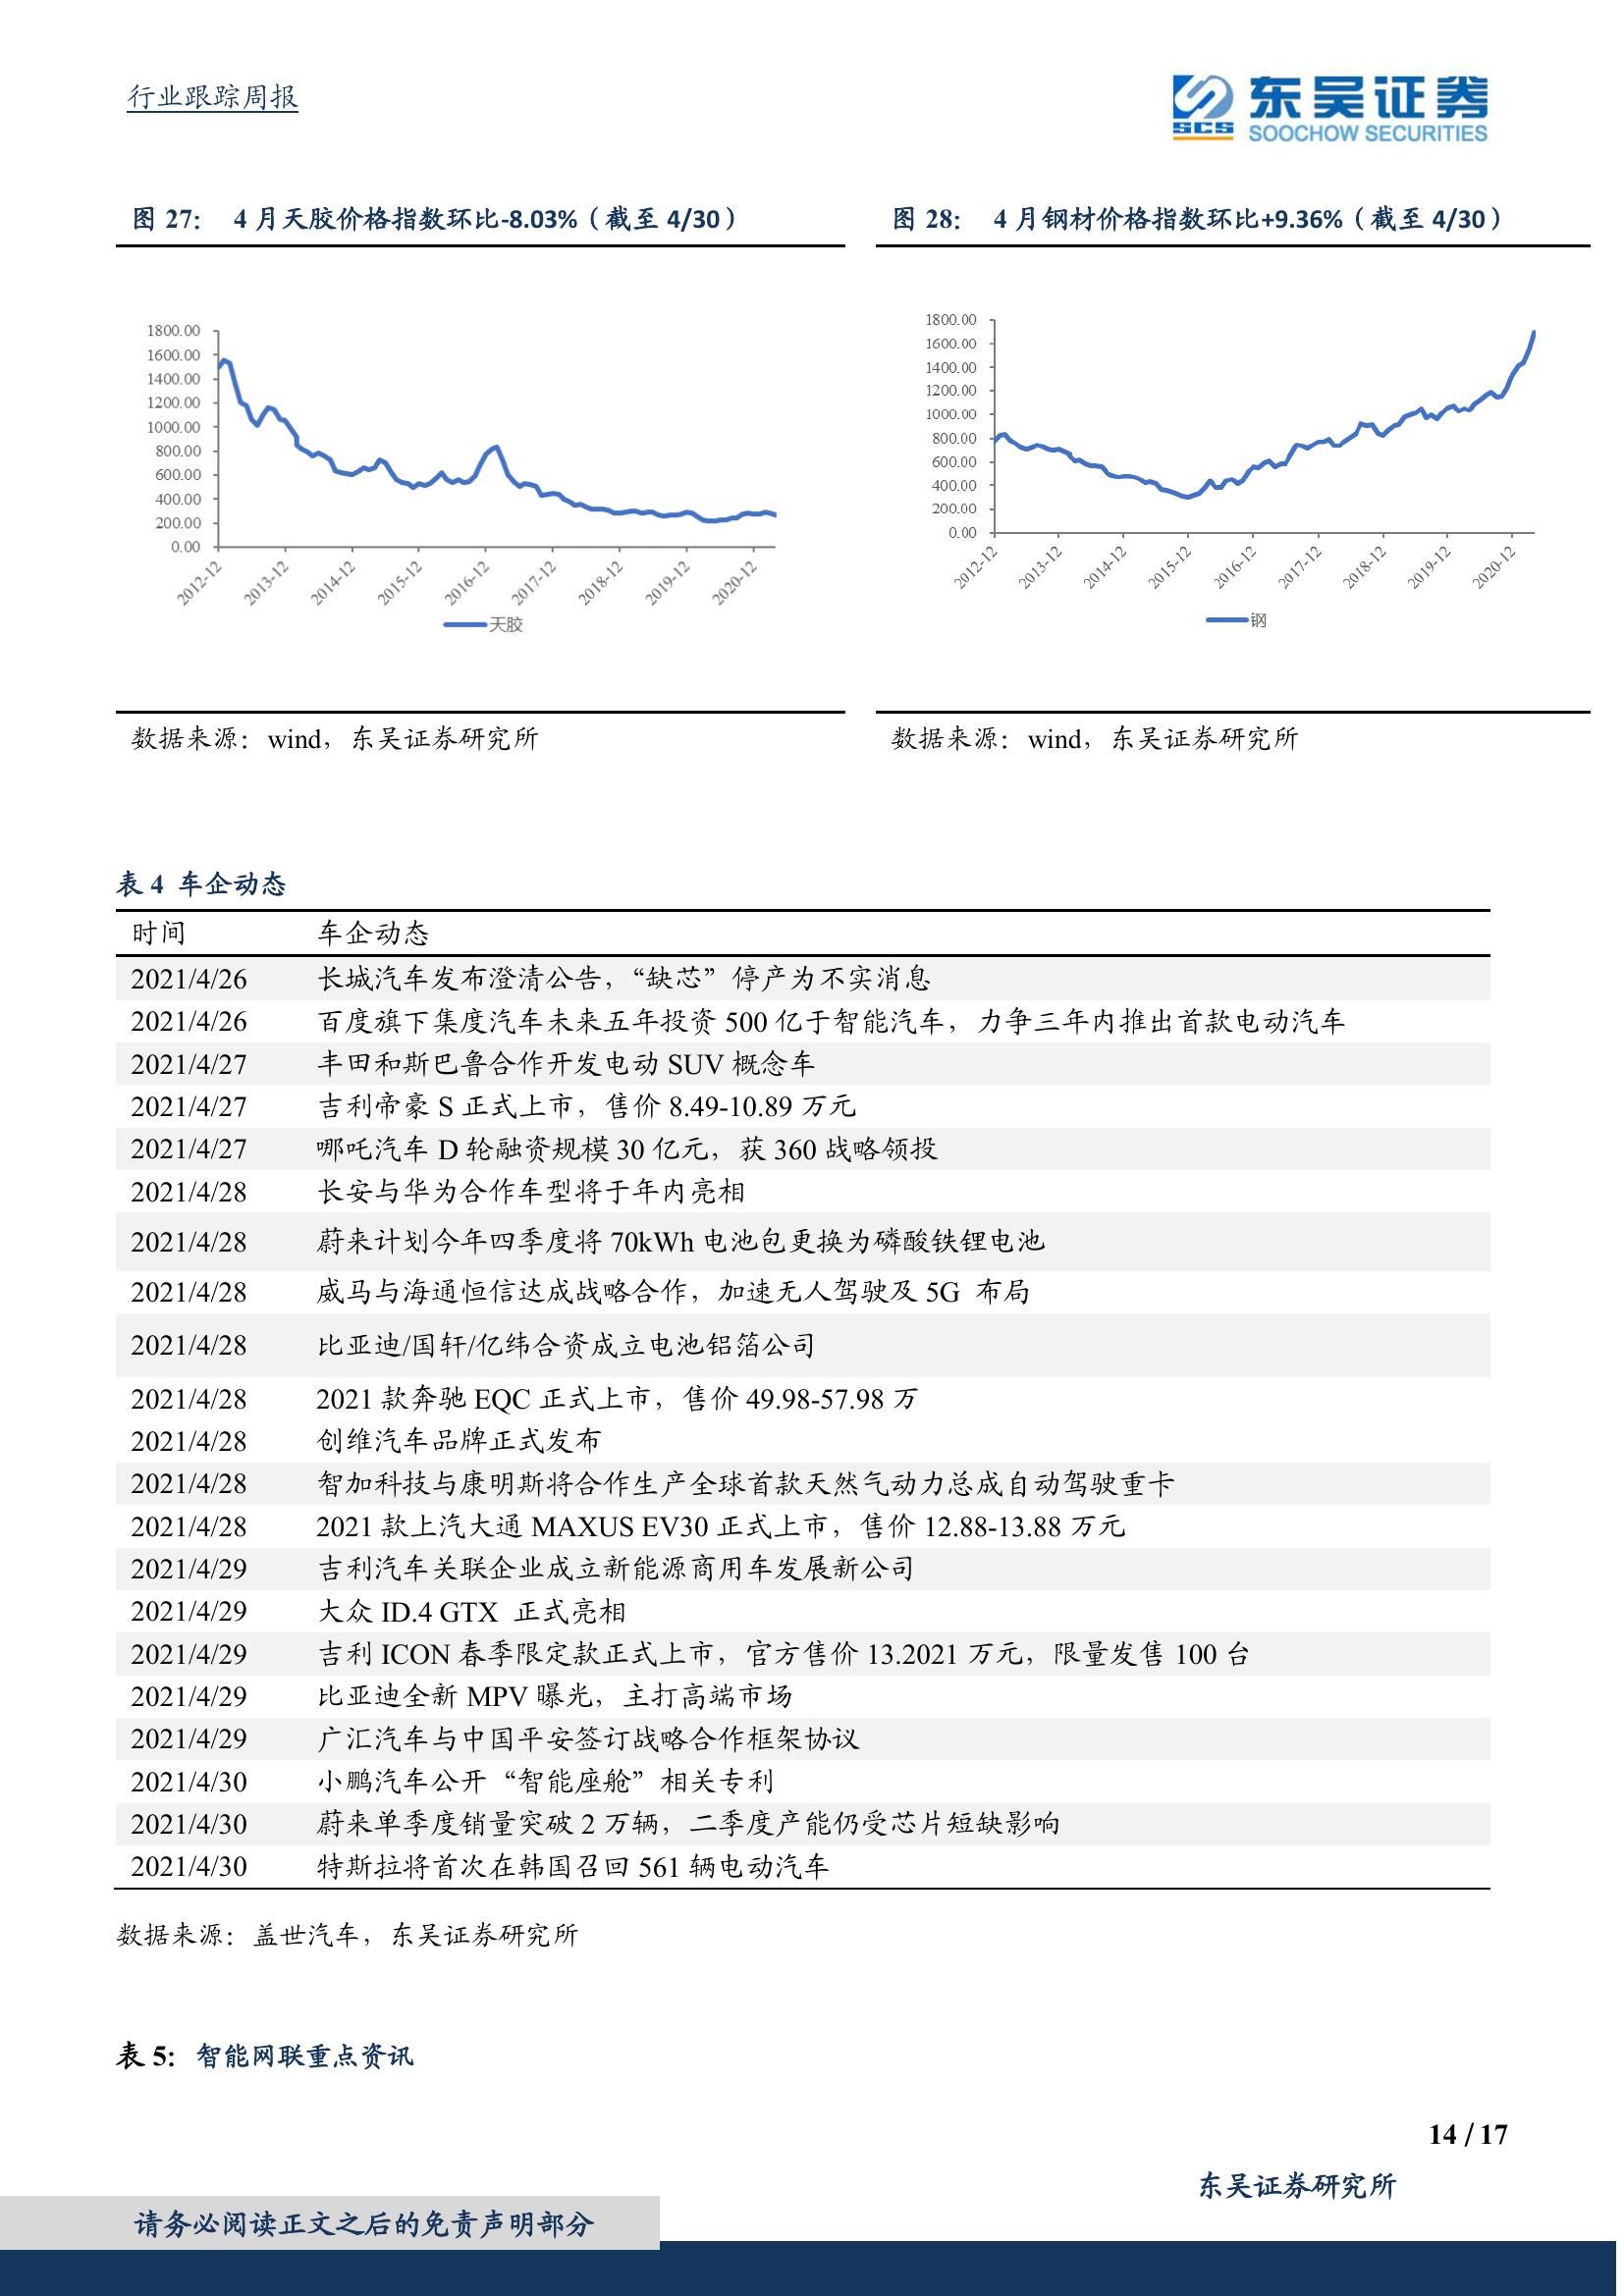 行业跟踪周报
SCS
东吴证券
SOOCHOW SECURITIES
图 27： 4 月天胶价格指数环比-8.03%（截至 4/30）
1800.00
1600.00
1400.00
1200.00
1000.00
800.00
600.00
400.00
200.00
0.00
2012-12
2013-12
2014-12
2015-12
2016-12
2017-12
2018-12
2019-12
2020-12
天胶
数据来源：wind，东吴证券研究所
图 28： 4 月钢材价格指数环比+9.36%（截至 4/30）
1800.00
1600.00
1400.00
1200.00
1000.00
800.00
600.00
400.00
200.00
0.00
2012-12
2013-12
2014-12
2015-12
2016-12
2017-12
2018-12
2019-12
2020-12
钢
数据来源：wind，东吴证券研究所
表 4 车企动态
时间 车企动态
2021/4/26 长城汽车发布澄清公告，“缺芯”停产为不实消息
2021/4/26 百度旗下集度汽车未来五年投资 500 亿于智能汽车，力争三年内推出首款电动汽车
2021/4/27 丰田和斯巴鲁合作开发电动 SUV 概念车
2021/4/27 吉利帝豪 S 正式上市，售价 8.49-10.89 万元
2021/4/27 哪吒汽车 D 轮融资规模 30 亿元，获 360 战略领投
2021/4/28 长安与华为合作车型将于年内亮相
2021/4/28 蔚来计划今年四季度将 70kWh 电池包更换为磷酸铁锂电池
2021/4/28 威马与海通恒信达成战略合作，加速无人驾驶及 5G 布局
2021/4/28 比亚迪/国轩/亿纬合资成立电池铝箔公司
2021/4/28 2021 款奔驰 EQC 正式上市，售价 49.98-57.98 万
2021/4/28 创维汽车品牌正式发布
2021/4/28 智加科技与康明斯将合作生产全球首款天然气动力总成自动驾驶重卡
2021/4/28 2021 款上汽大通 MAXUS EV30 正式上市，售价 12.88-13.88 万元
2021/4/29 吉利汽车关联企业成立新能源商用车发展新公司
2021/4/29 大众 ID.4 GTX 正式亮相
2021/4/29 吉利 ICON 春季限定款正式上市，官方售价 13.2021 万元，限量发售 100 台
2021/4/29 比亚迪全新 MPV 曝光，主打高端市场
2021/4/29 广汇汽车与中国平安签订战略合作框架协议
2021/4/30 小鹏汽车公开“智能座舱”相关专利
2021/4/30 蔚来单季度销量突破 2 万辆，二季度产能仍受芯片短缺影响
2021/4/30 特斯拉将首次在韩国召回 561 辆电动汽车
数据来源：盖世汽车，东吴证券研究所
表 5：智能网联重点资讯
14 / 17
东吴证券研究所
请务必阅读正文之后的免责声明部分